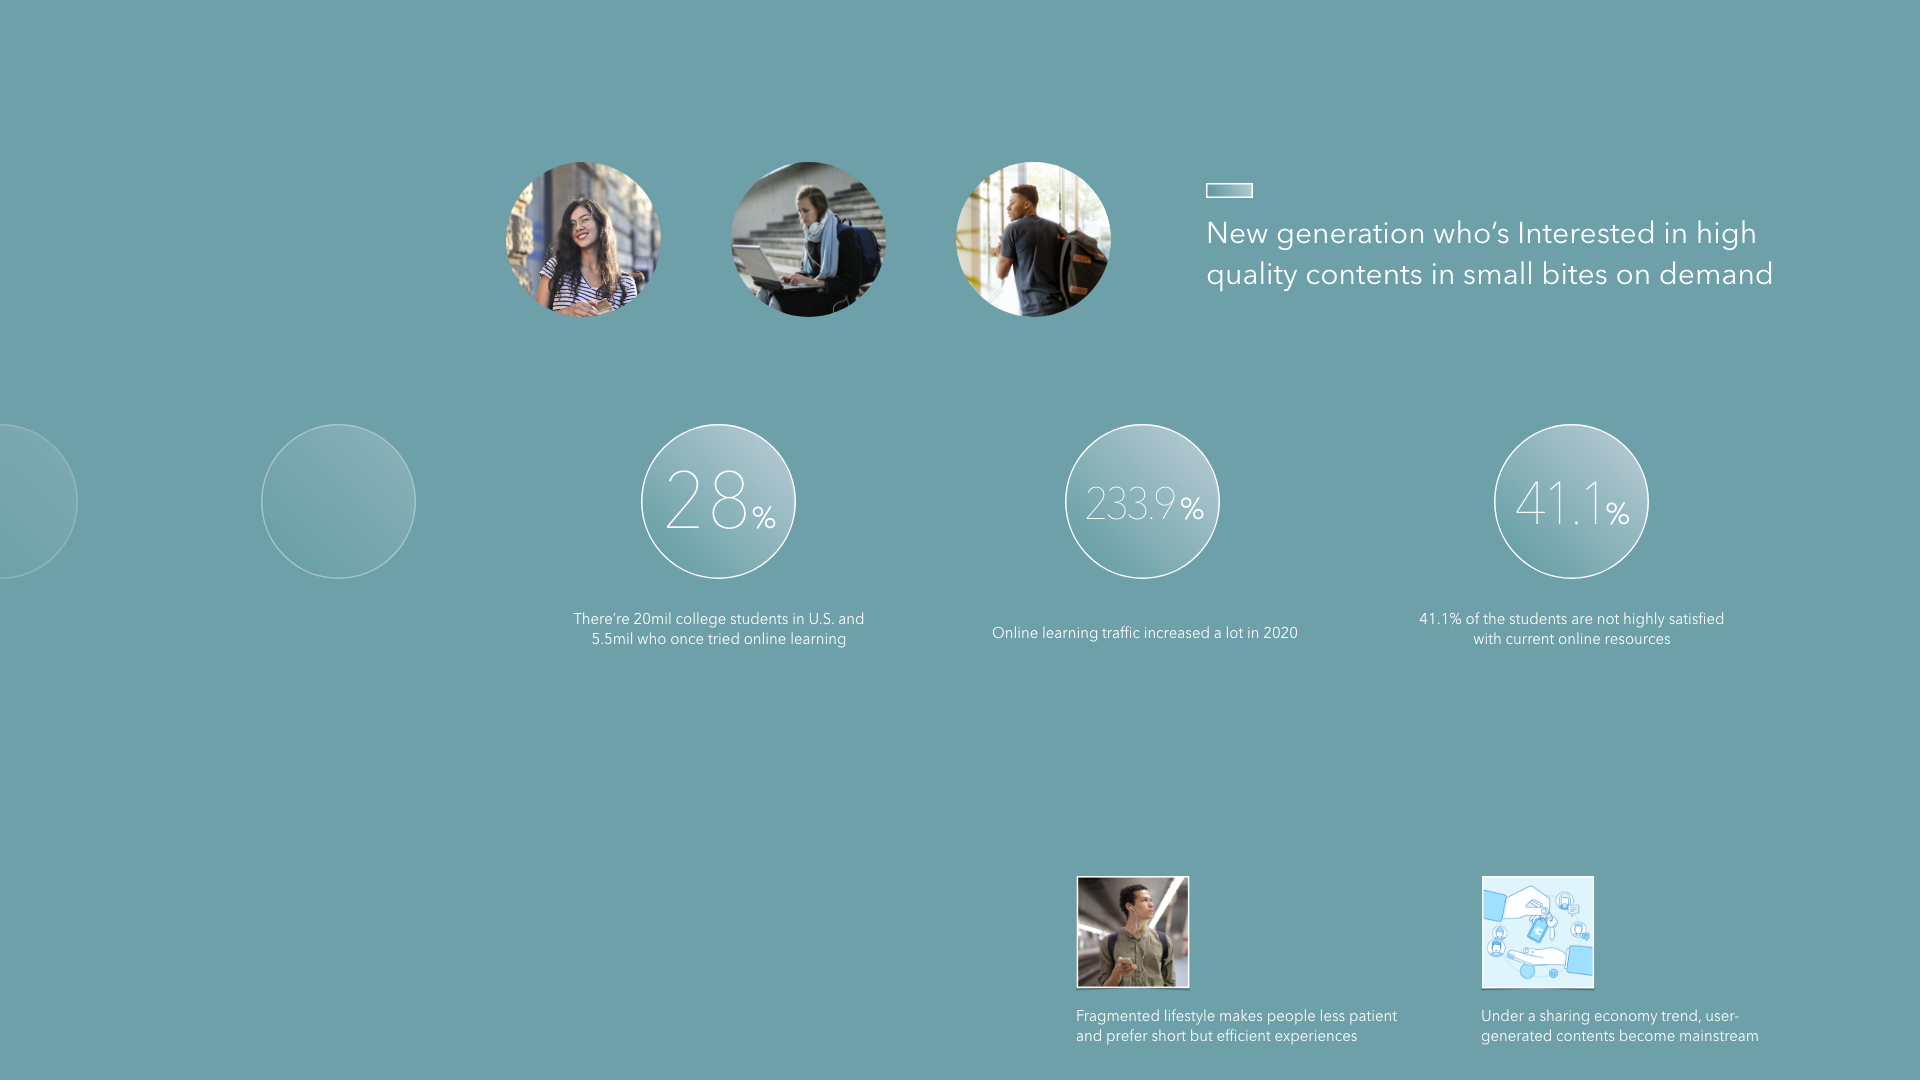 New generation who’s Interested in high
quality contents in small bites on demand
28%
233.9%
41.1%
There’re 20mil college students in U.S. and
5.5mil who once tried online learning
Online learning traffic increased a lot in 2020
41.1% of the students are not highly satisfied
with current online resources
Fragmented lifestyle makes people less patient
and prefer short but efficient experiences
Under a sharing economy trend, user-
generated contents become mainstream